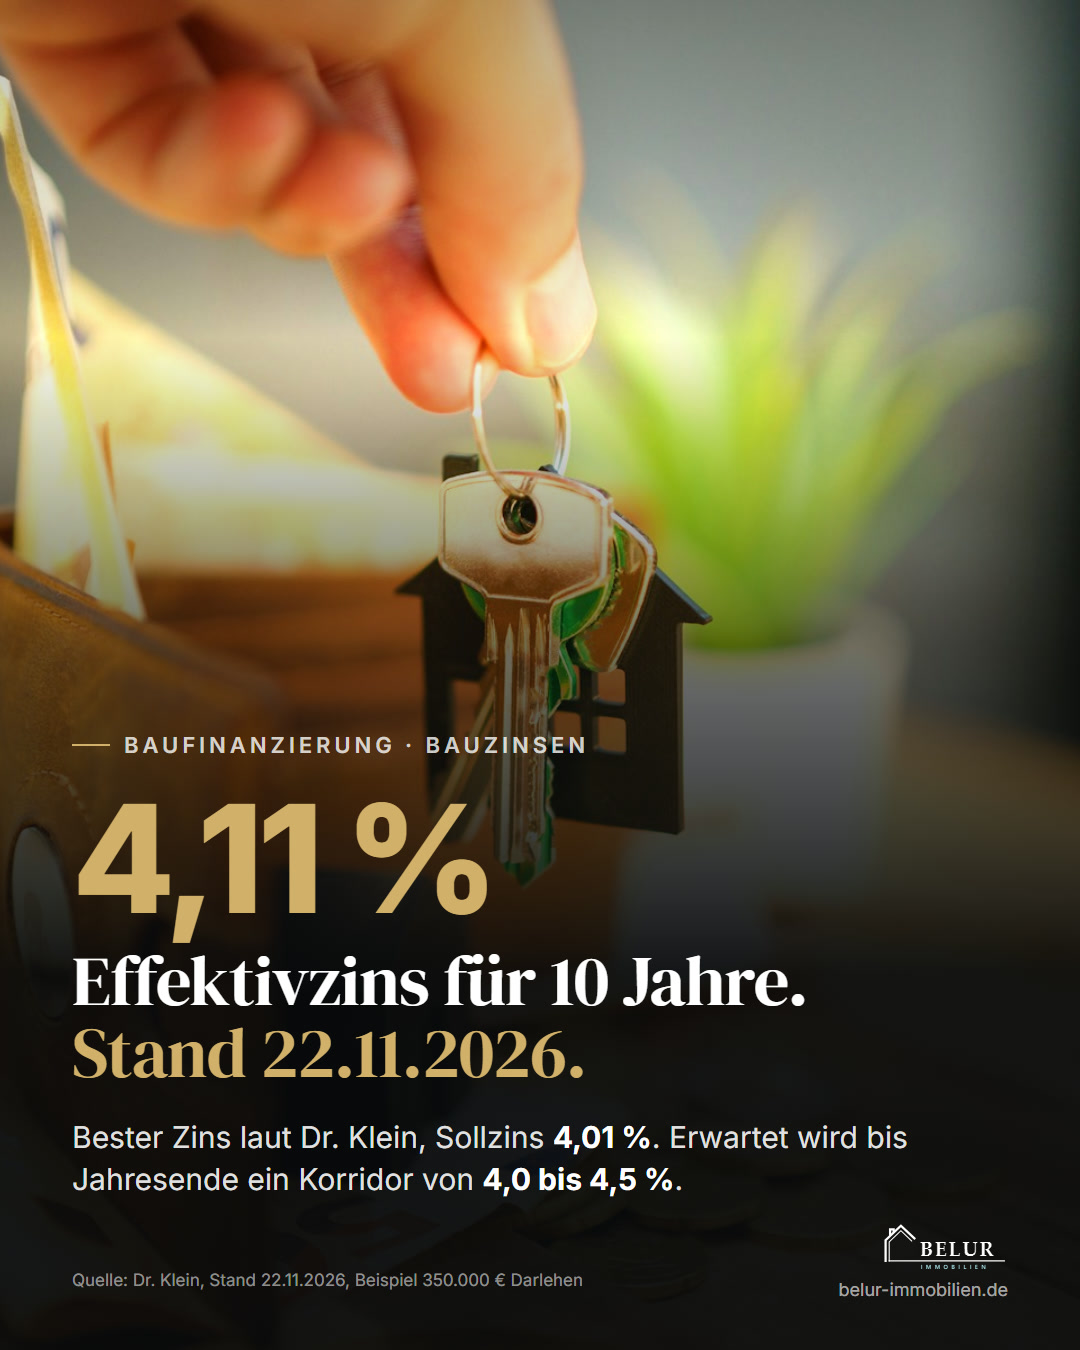 BAUFINANZIERUNG · BAUZINSEN
4,11 %
Effektivzins für 10 Jahre.
Stand 22.11.2026.
Bester Zins laut Dr. Klein, Sollzins 4,01 %. Erwartet wird bis
Jahresende ein Korridor von 4,0 bis 4,5 %.
BELUR
IMMOBILIEN
Quelle: Dr. Klein, Stand 22.11.2026, Beispiel 350.000 € Darlehen
belur-immobilien.de